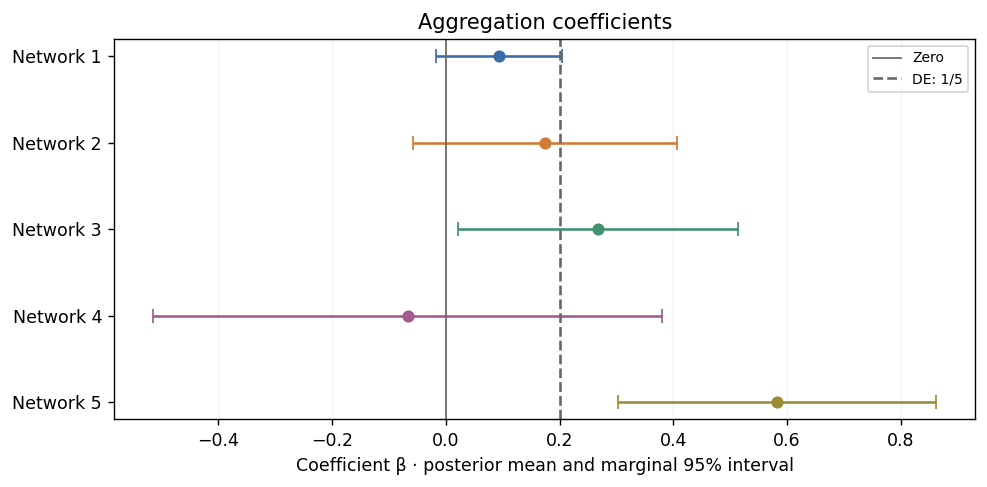 Aggregation coefficients
Network 1
Network 2
Network 3
Network 4
Network 5
Zero
DE: 1/5
−0.4
−0.2
0.0
0.2
0.4
0.6
0.8
Coefficient β · posterior mean and marginal 95% interval